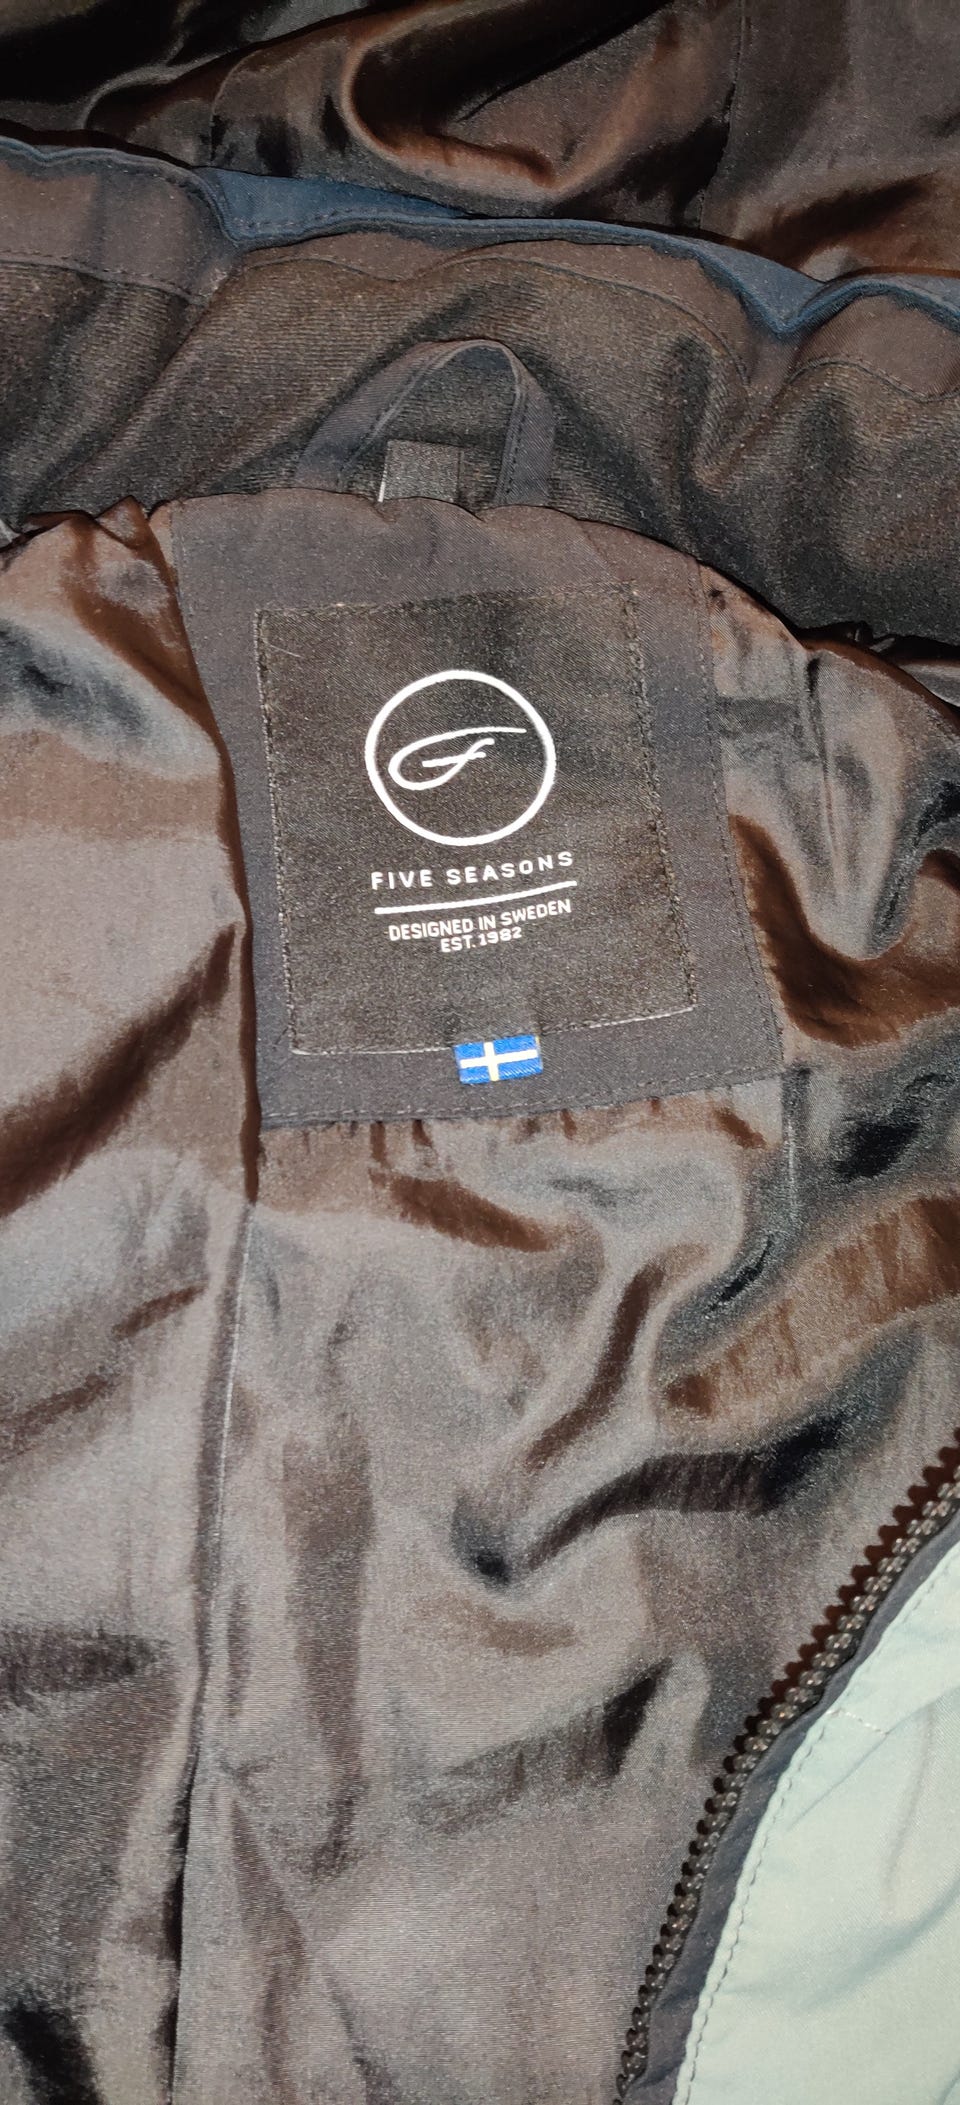 FIVE SEASONS
DESIGNED IN SWEDEN
EST. 1982